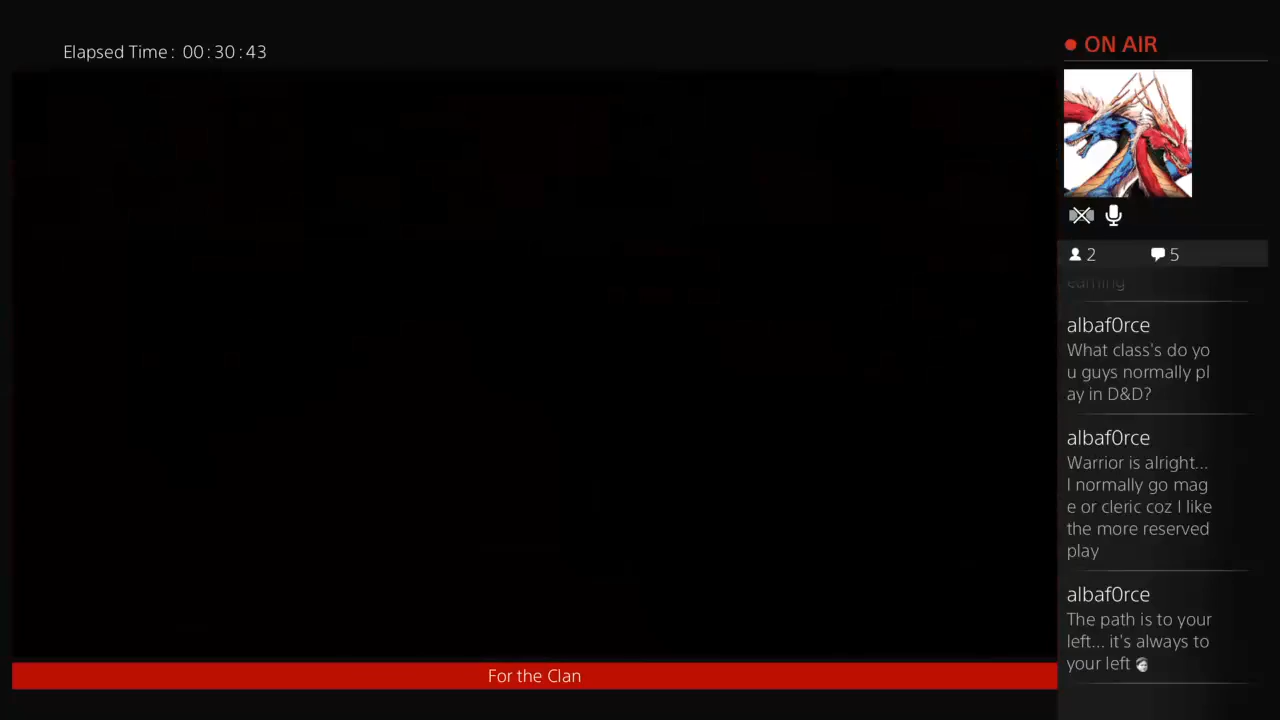 Elapsed Time: 00:30:43
ON AIR
2
5
earning
albaf0rce
What class's do yo
u guys normally pl
ay in D&D?
albaf0rce
Warrior is alright...
I normally go mag
e or cleric coz I like
the more reserved
play
albaf0rce
The path is to your
left... it's always to
your left
For the Clan